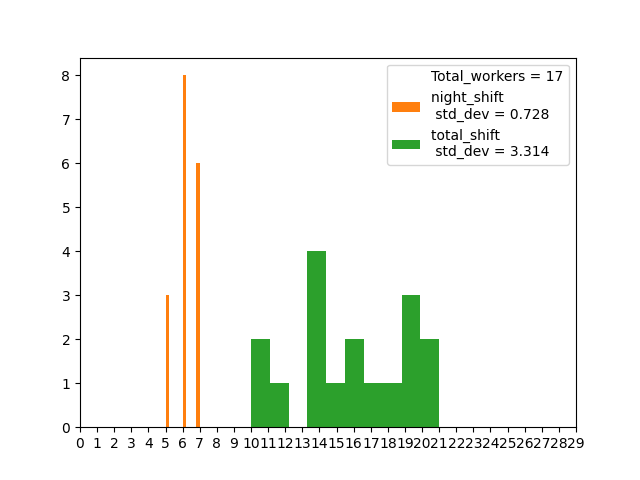 8
7
6
5
4
3
2
1
0
Total_workers = 17
night_shift
std_dev = 0.728
total_shift
std_dev = 3.314
0 1 2 3 4 5 6 7 8 9 10 11 12 13 14 15 16 17 18 19 20 21 22 23 24 25 26 27 28 29